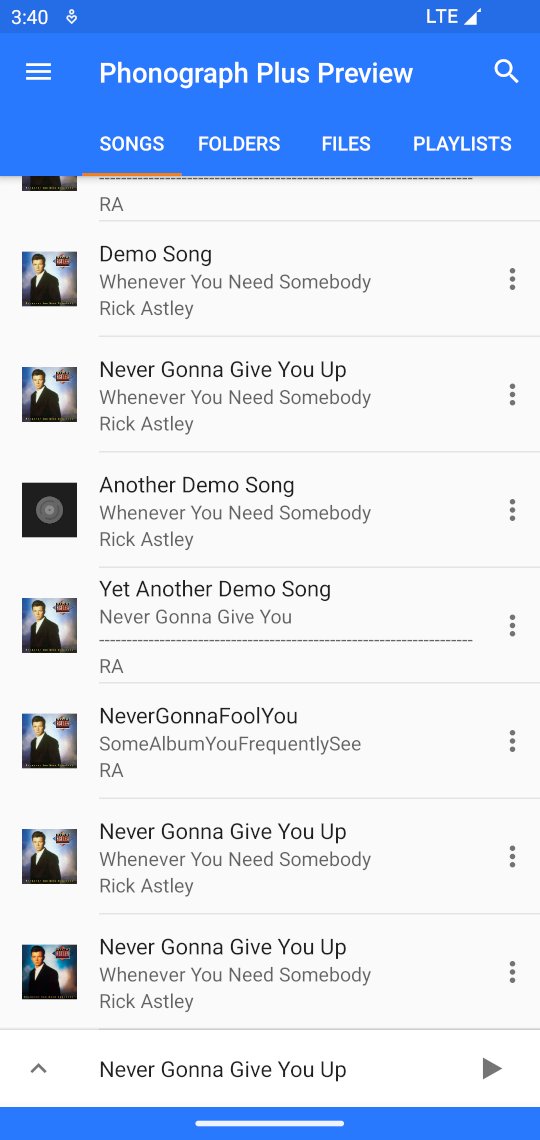 3:40
LTE
Phonograph Plus Preview
SONGS FOLDERS FILES PLAYLISTS
--------------------------------------------------------------------------
RA
Demo Song
Whenever You Need Somebody
Rick Astley
Never Gonna Give You Up
Whenever You Need Somebody
Rick Astley
Another Demo Song
Whenever You Need Somebody
Rick Astley
Yet Another Demo Song
Never Gonna Give You
--------------------------------------------------------------------------
RA
NeverGonnaFoolYou
SomeAlbumYouFrequentlySee
RA
Never Gonna Give You Up
Whenever You Need Somebody
Rick Astley
Never Gonna Give You Up
Whenever You Need Somebody
Rick Astley
Never Gonna Give You Up